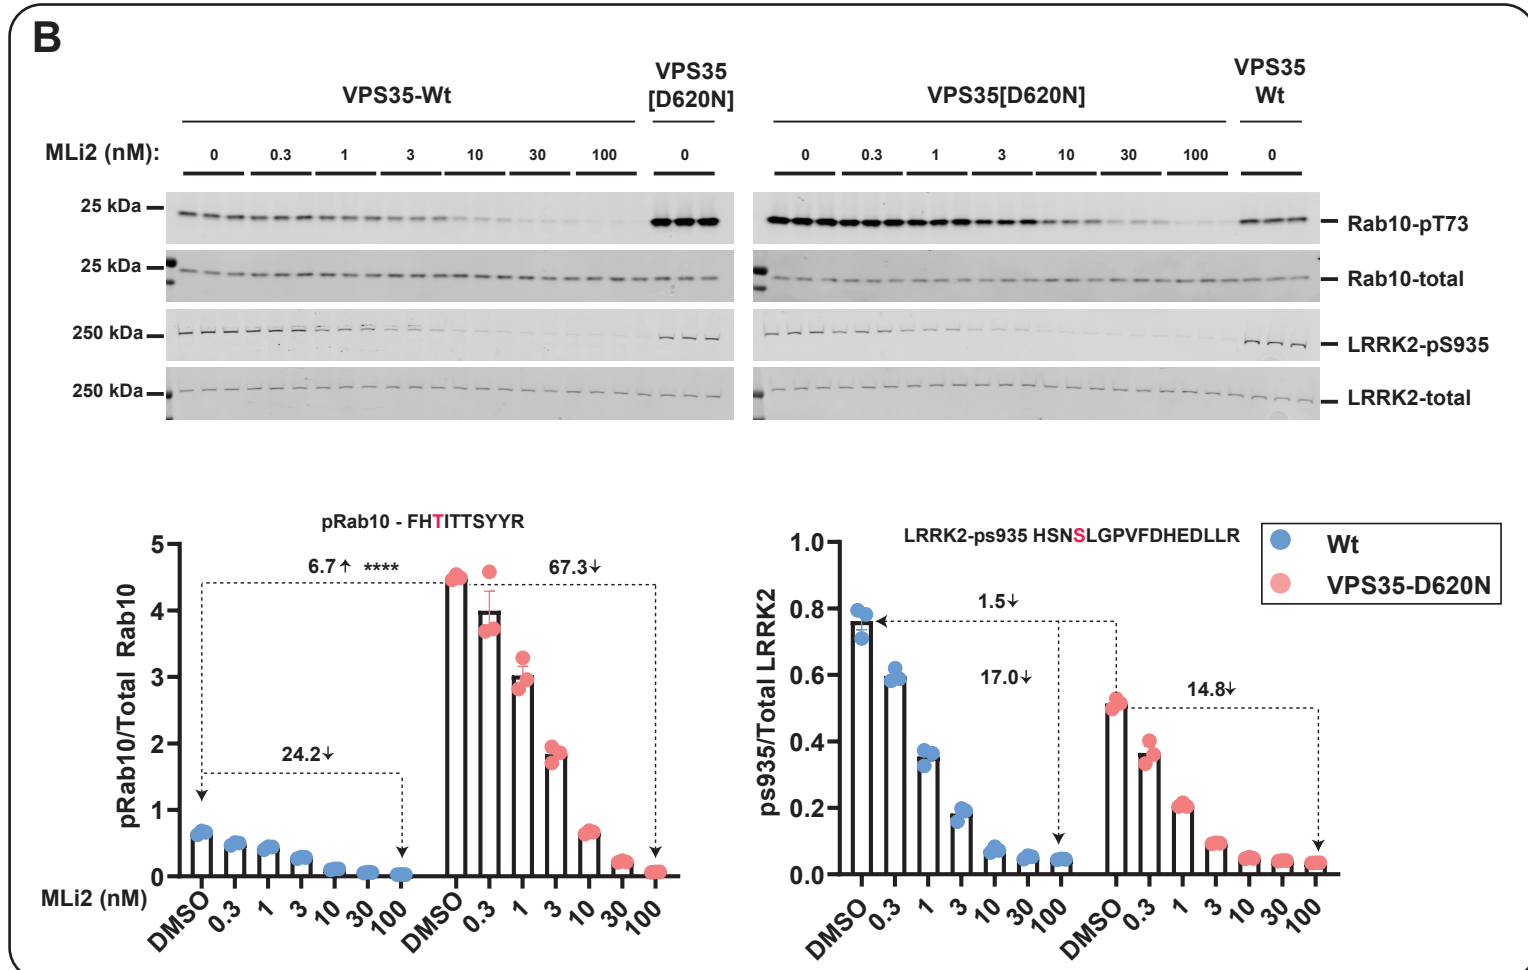 B
VPS35-Wt
VPS35
[D620N]
VPS35[D620N]
VPS35
Wt
MLi2 (nM): 0 0.3 1 3 10 30 100 0 0 0.3 1 3 10 30 100 0
25 kDa
Rab10-pT73
25 kDa
Rab10-total
250 kDa
LRRK2-pS935
250 kDa
LRRK2-total
pRab10 - FHTITTSYYR
pRab10/Total Rab10
5
4
3
2
1
0
6.7↑ ****
67.3↓
24.2↓
MLi2 (nM)
DMSO 0.3 1 3 10 30 100 DMSO 0.3 1 3 10 30 100
LRRK2-ps935 HSNSLGPVFDHEDLLR
ps935/Total LRRK2
1.0
0.8
0.6
0.4
0.2
0.0
1.5↓
17.0↓
14.8↓
DMSO 0.3 1 3 10 30 100 DMSO 0.3 1 3 10 30 100
Wt
VPS35-D620N